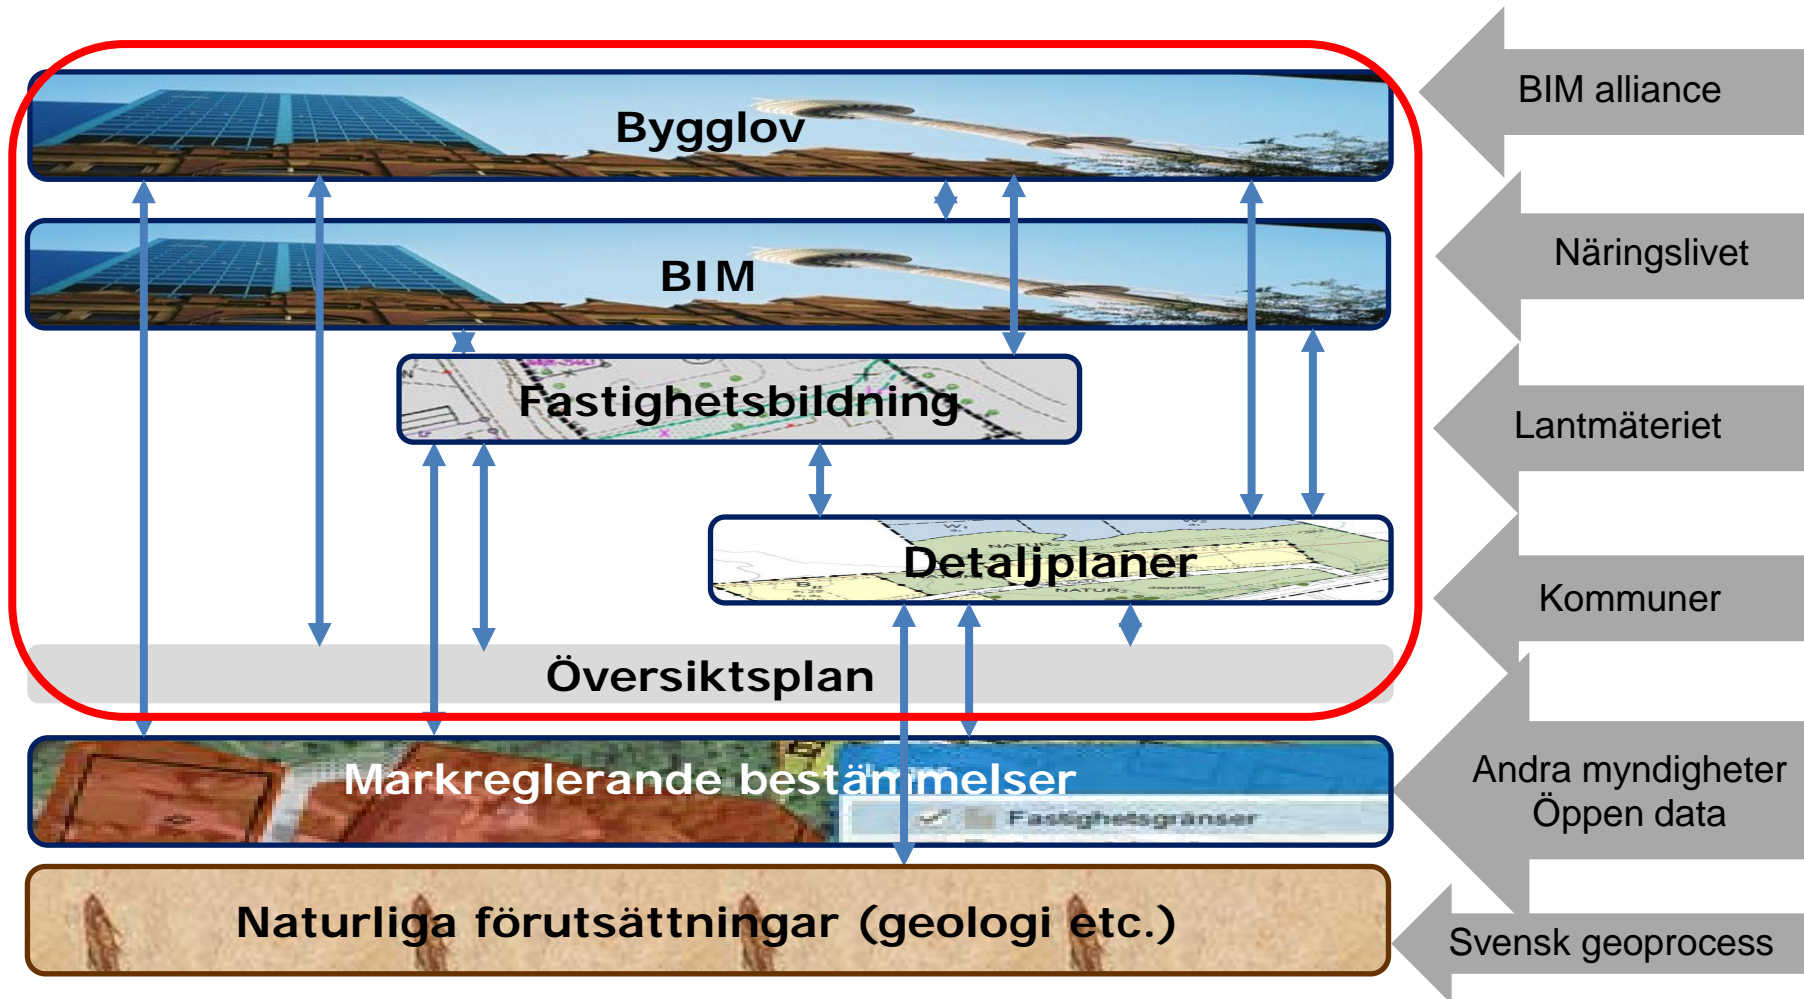 Bygglov
BIM alliance
BIM
Näringslivet
Fastighetsbildning
Lantmäteriet
Detaljplaner
NATUR₂
Kommuner
Översiktsplan
Markreglerande bestämmelser
Fastighetsgränser
Andra myndigheter
Öppen data
Naturliga förutsättningar (geologi etc.)
Svensk geoprocess